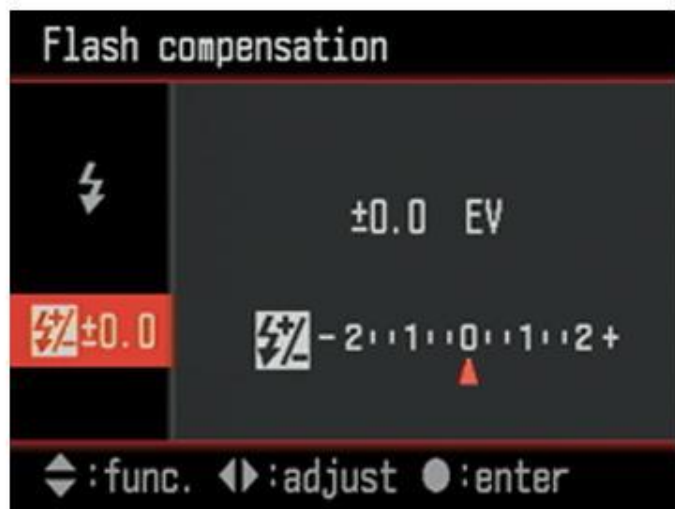 Flash compensation
±0.0 EV
±0.0
-2··1··0··1··2+
:func. :adjust :enter